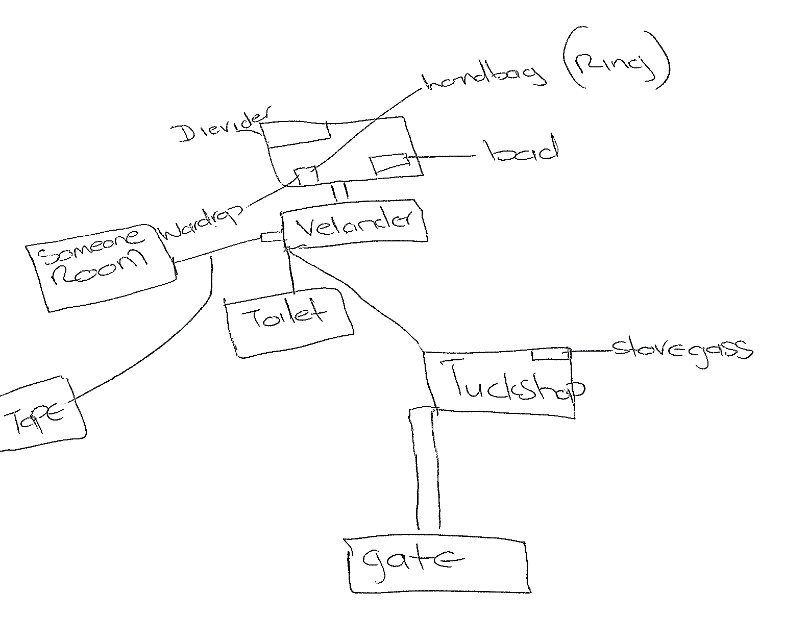 handbag (Ring)
Dievider
bad
Wardrop
Velander
Someone
Room
Toilet
stovegass
Tuckshop
Tape
gate